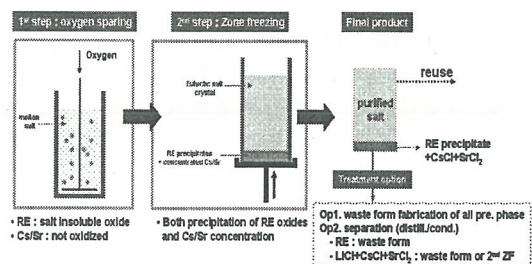 1st step : oxygen sparing
2nd step : Zone freezing
Final product
Oxygen
molten
salt
Eutectic salt
crystal
RE precipitates
+ concentrated Cs/Sr
purified
salt
reuse
RE precipitate
+CsCl+SrCl2
Treatment option
• RE : salt insoluble oxide
• Cs/Sr : not oxidized
• Both precipitation of RE oxides
and Cs/Sr concentration
Op1. waste form fabrication of all pre. phase
Op2. separation (distill./cond.)
- RE : waste form
- LiCl+CsCl+SrCl2 : waste form or 2nd ZF